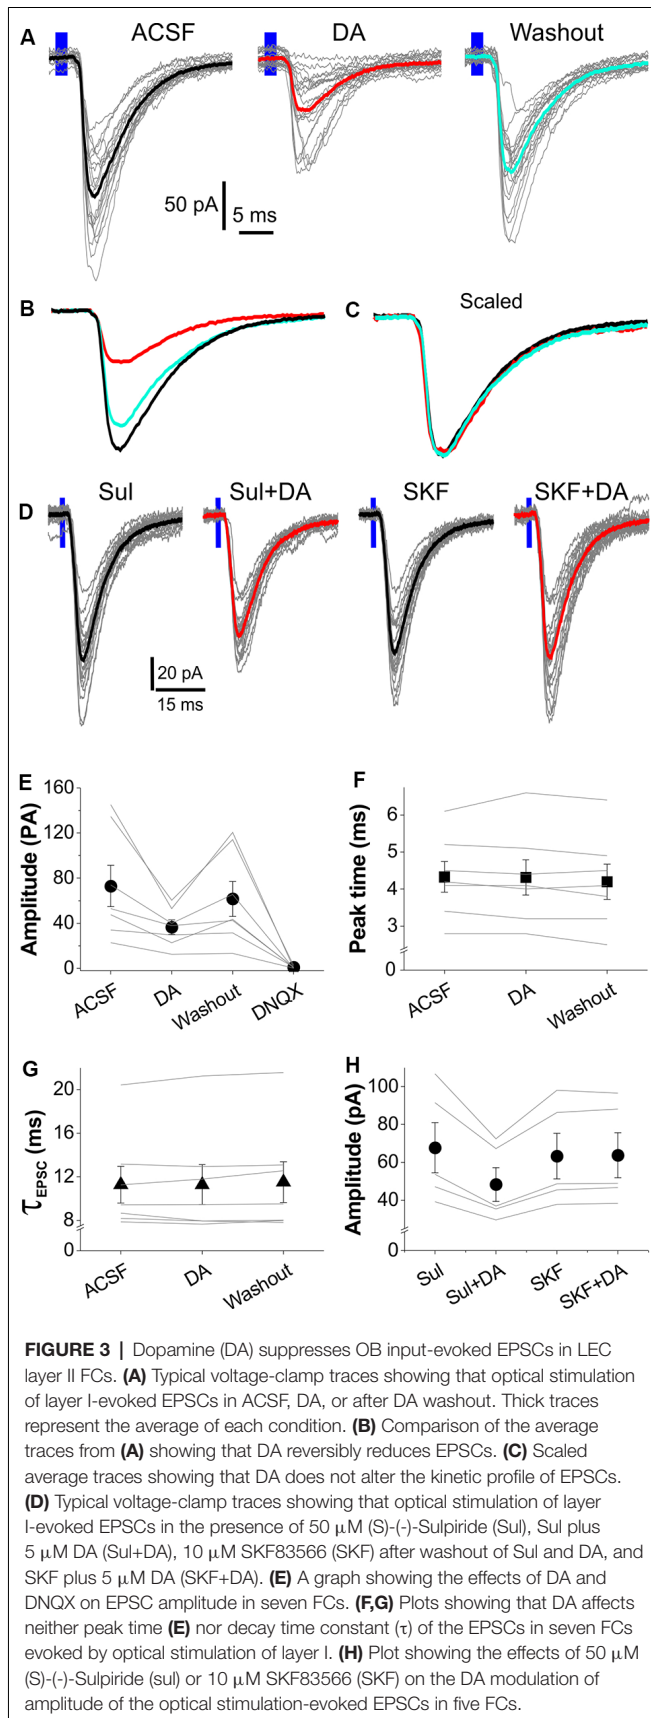 A ACSF DA Washout
50 pA
5 ms
B C Scaled
D Sul Sul+DA SKF SKF+DA
20 pA
15 ms
E
Amplitude (PA)
160
120
80
40
0
ACSF DA Washout DNQX
F
Peak time (ms)
6
5
4
3
0
ACSF DA Washout
G
τEPSC (ms)
20
16
12
8
0
ACSF DA Washout
H
Amplitude (pA)
100
80
60
40
0
Sul Sul+DA SKF SKF+DA
FIGURE 3 | Dopamine (DA) suppresses OB input-evoked EPSCs in LEC
layer II FCs. (A) Typical voltage-clamp traces showing that optical stimulation
of layer I-evoked EPSCs in ACSF, DA, or after DA washout. Thick traces
represent the average of each condition. (B) Comparison of the average
traces from (A) showing that DA reversibly reduces EPSCs. (C) Scaled
average traces showing that DA does not alter the kinetic profile of EPSCs.
(D) Typical voltage-clamp traces showing that optical stimulation of layer
I-evoked EPSCs in the presence of 50 μM (S)-(-)-Sulpiride (Sul), Sul plus
5 μM DA (Sul+DA), 10 μM SKF83566 (SKF) after washout of Sul and DA, and
SKF plus 5 μM DA (SKF+DA). (E) A graph showing the effects of DA and
DNQX on EPSC amplitude in seven FCs. (F,G) Plots showing that DA affects
neither peak time (E) nor decay time constant (τ) of the EPSCs in seven FCs
evoked by optical stimulation of layer I. (H) Plot showing the effects of 50 μM
(S)-(-)-Sulpiride (sul) or 10 μM SKF83566 (SKF) on the DA modulation of
amplitude of the optical stimulation-evoked EPSCs in five FCs.